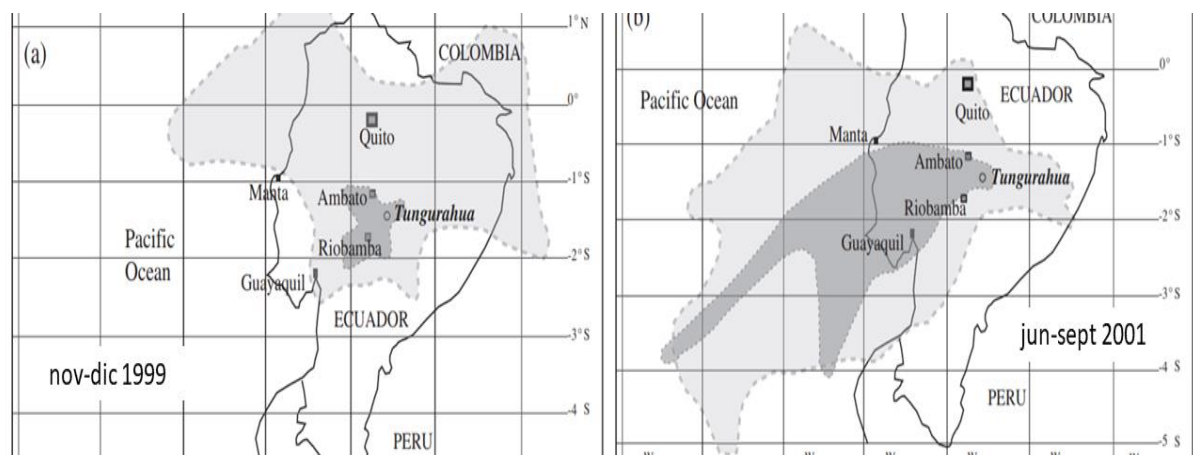 (a)
1° N
COLOMBIA
0°
Quito
-1°S
Manta
Ambato
Tungurahua
Pacific
Ocean
Riobamba
-2° S
Guayaquil
ECUADOR
-3° S
nov-dic 1999
-4 S
PERU
(b)
COLOMBIA
0°
Pacific Ocean
ECUADOR
Quito
Manta
-1°S
Ambato
Tungurahua
Riobamba
-2° S
Guayaquil
-3° S
jun-sept 2001
-4 S
PERU
-5 S